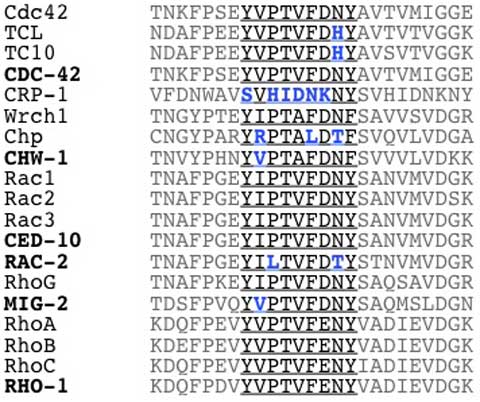 Cdc42 TNKFPSEYVPTVFDNYAVTVMIGGE
TCL NDAFPEEYVPTVFDHYAVSVTVGGK
TC10 NDAFPEEYVPTVFDHYAVSVTVGGK
CDC-42 TNKFPSEYVPTVFDNYAVTVMIGGE
CRP-1 VFDNWAVSVHIDNKNYSVHIDNKNY
Wrch1 TNGYPTEYIPTAFDNFSAVVSVDGR
Chp CNGYPARYRPTALDTFSVQVLVDGA
CHW-1 TNVYPHNYVPTAFDNFSVVVLVDKK
Rac1 TNAFPGEYIPTVFDNYSANVMVDGK
Rac2 TNAFPGEYIPTVFDNYSANVMVDSK
Rac3 TNAFPGEYIPTVFDNYSANVMVDGK
CED-10 TNAFPGEYIPTVFDNYSANVMVDGR
RAC-2 TNAFPGEYILTVFDTYSTNVMVDGR
RhoG TNAFPKEYIPTVFDNYSAQSAVDGR
MIG-2 TDSFPVQYVPTVFDNYSAQMSLDGN
RhoA KDQFPEVYVPTVFENYVADIEVDGK
RhoB KDEFPEVYVPTVFENYVADIEVDGK
RhoC KDQFPEVYVPTVFENYIADIEVDGK
RHO-1 KDQFPDVYVPTVFENYVADIEVDGK